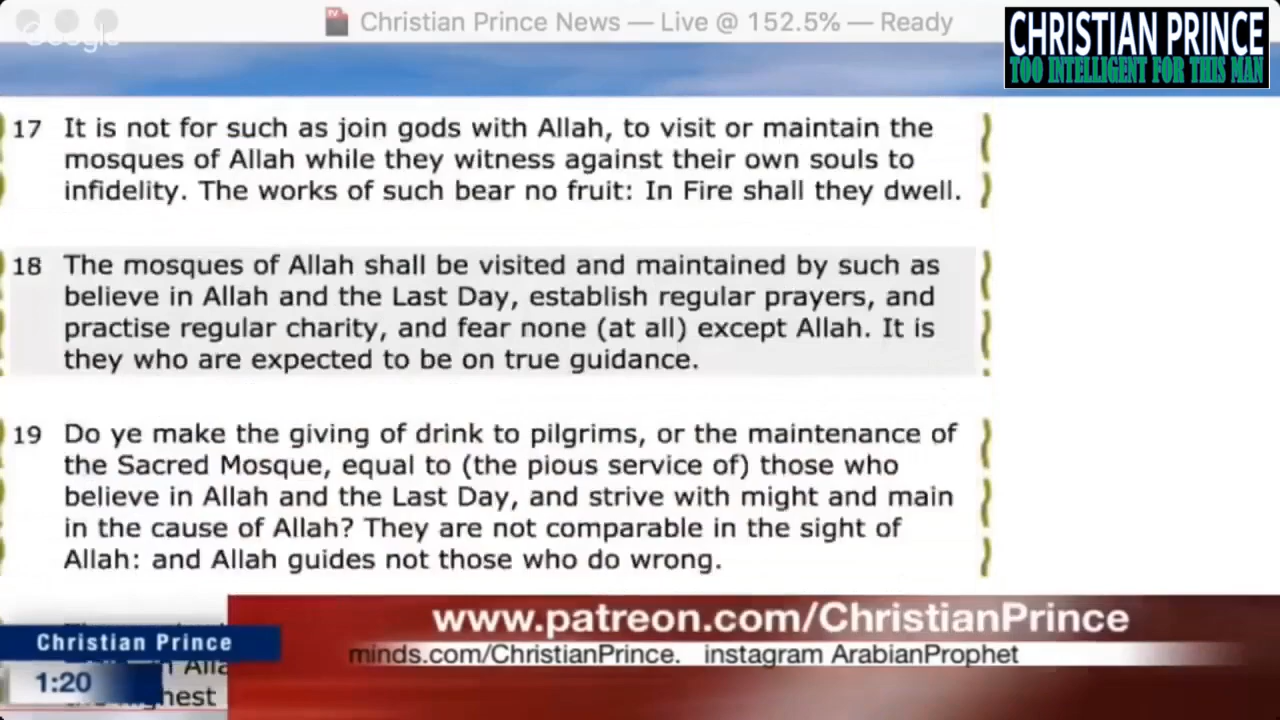 Christian Prince News — Live @ 152.5% — Ready
Google
CHRISTIAN PRINCE
TOO INTELLIGENT FOR THIS MAN
17 It is not for such as join gods with Allah, to visit or maintain the
mosques of Allah while they witness against their own souls to
infidelity. The works of such bear no fruit: In Fire shall they dwell.
18 The mosques of Allah shall be visited and maintained by such as
believe in Allah and the Last Day, establish regular prayers, and
practise regular charity, and fear none (at all) except Allah. It is
they who are expected to be on true guidance.
19 Do ye make the giving of drink to pilgrims, or the maintenance of
the Sacred Mosque, equal to (the pious service of) those who
believe in Allah and the Last Day, and strive with might and main
in the cause of Allah? They are not comparable in the sight of
Allah: and Allah guides not those who do wrong.
www.patreon.com/ChristianPrince
Christian Prince
minds.com/ChristianPrince. instagram ArabianProphet
1:20